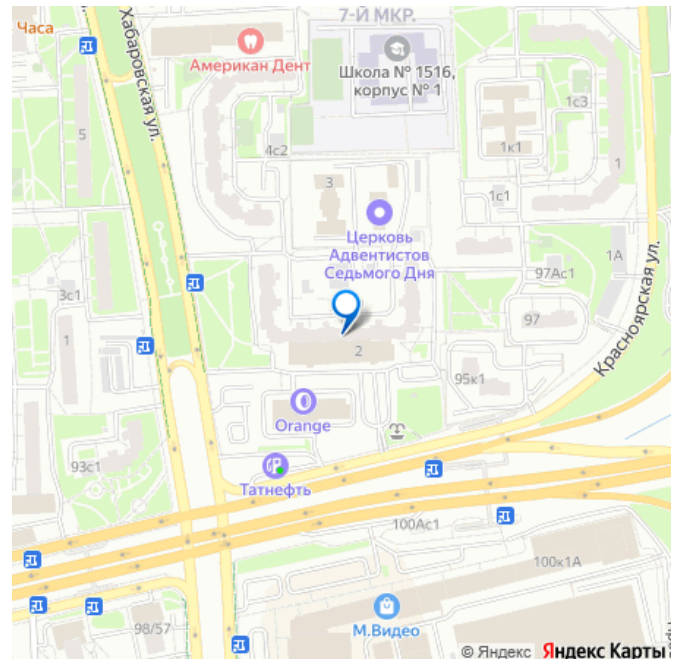 7-Й МКР.
Часа
Хабаровская ул.
Американ Дент
Школа № 1516,
корпус № 1
1с3
5
4с2
1к1
1
3
1с1
Церковь
Адвентистов
Седьмого Дня
1А
97Ас1
3с1
97
Красноярская ул.
1
2
95к1
Orange
93с1
Татнефть
100Ас1
100к1А
98/57
М.Видео
© Яндекс Яндекс Карты